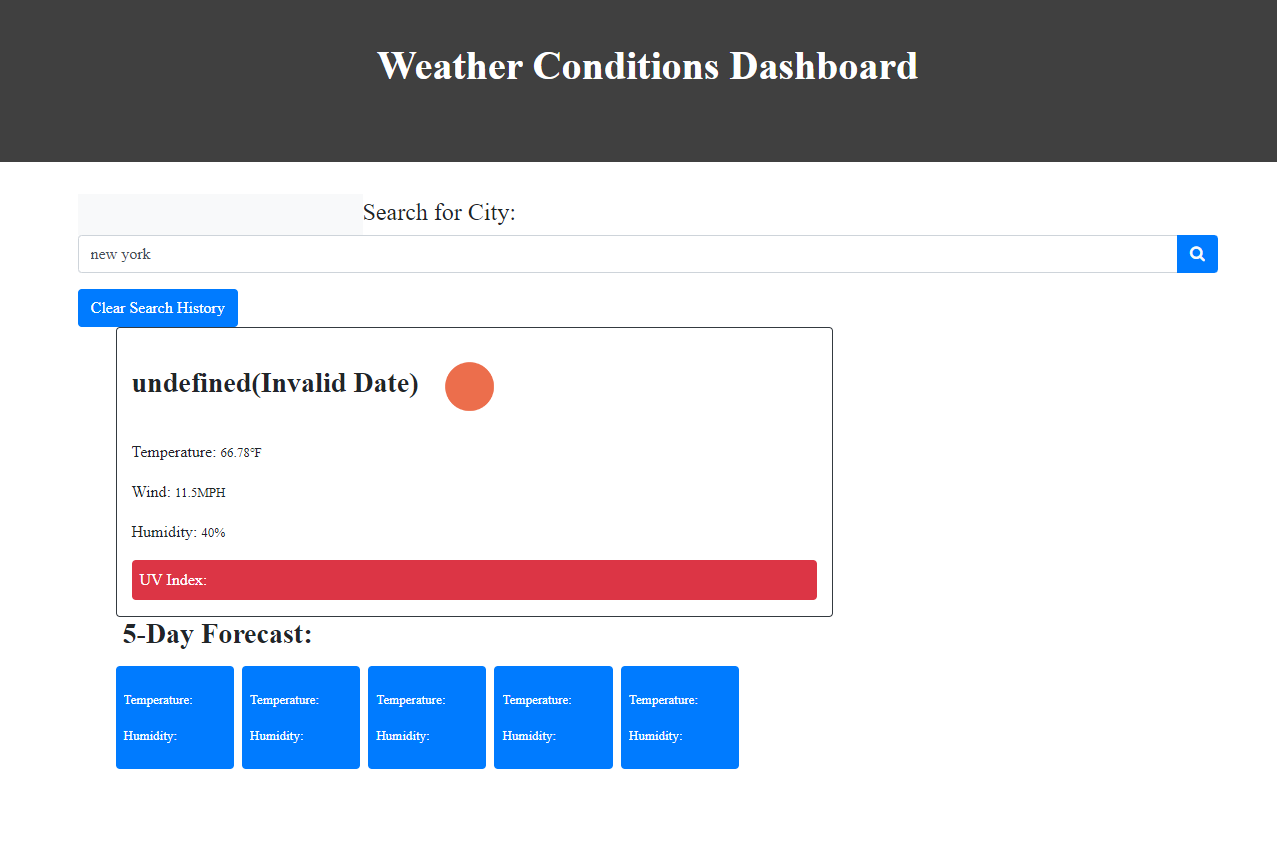 Weather Conditions Dashboard
Search for City:
new york
Clear Search History
undefined(Invalid Date)
Temperature: 66.78°F
Wind: 11.5MPH
Humidity: 40%
UV Index:
5-Day Forecast:
Temperature: Temperature: Temperature: Temperature: Temperature:
Humidity: Humidity: Humidity: Humidity: Humidity: